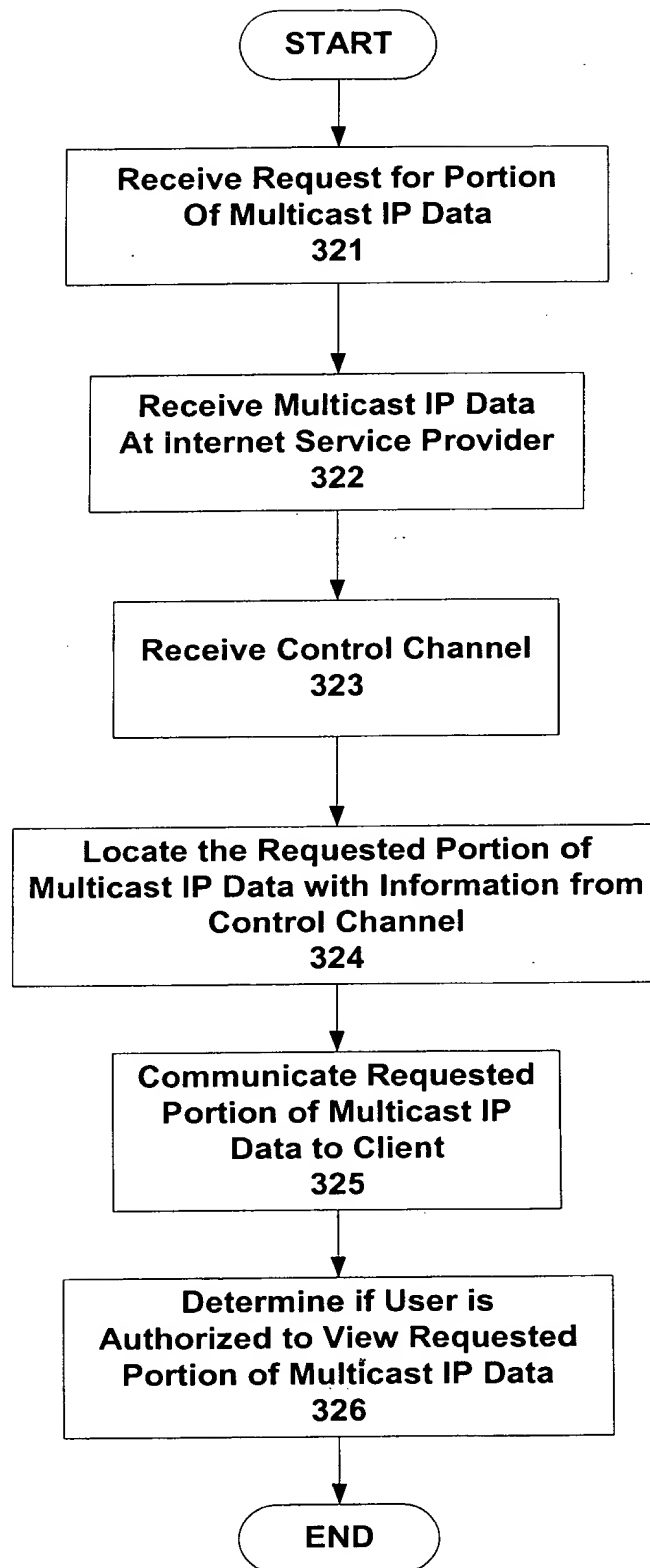 START
Receive Request for Portion
Of Multicast IP Data
321
Receive Multicast IP Data
At internet Service Provider
322
Receive Control Channel
323
Locate the Requested Portion of
Multicast IP Data with Information from
Control Channel
324
Communicate Requested
Portion of Multicast IP
Data to Client
325
Determine if User is
Authorized to View Requested
Portion of Multicast IP Data
326
END